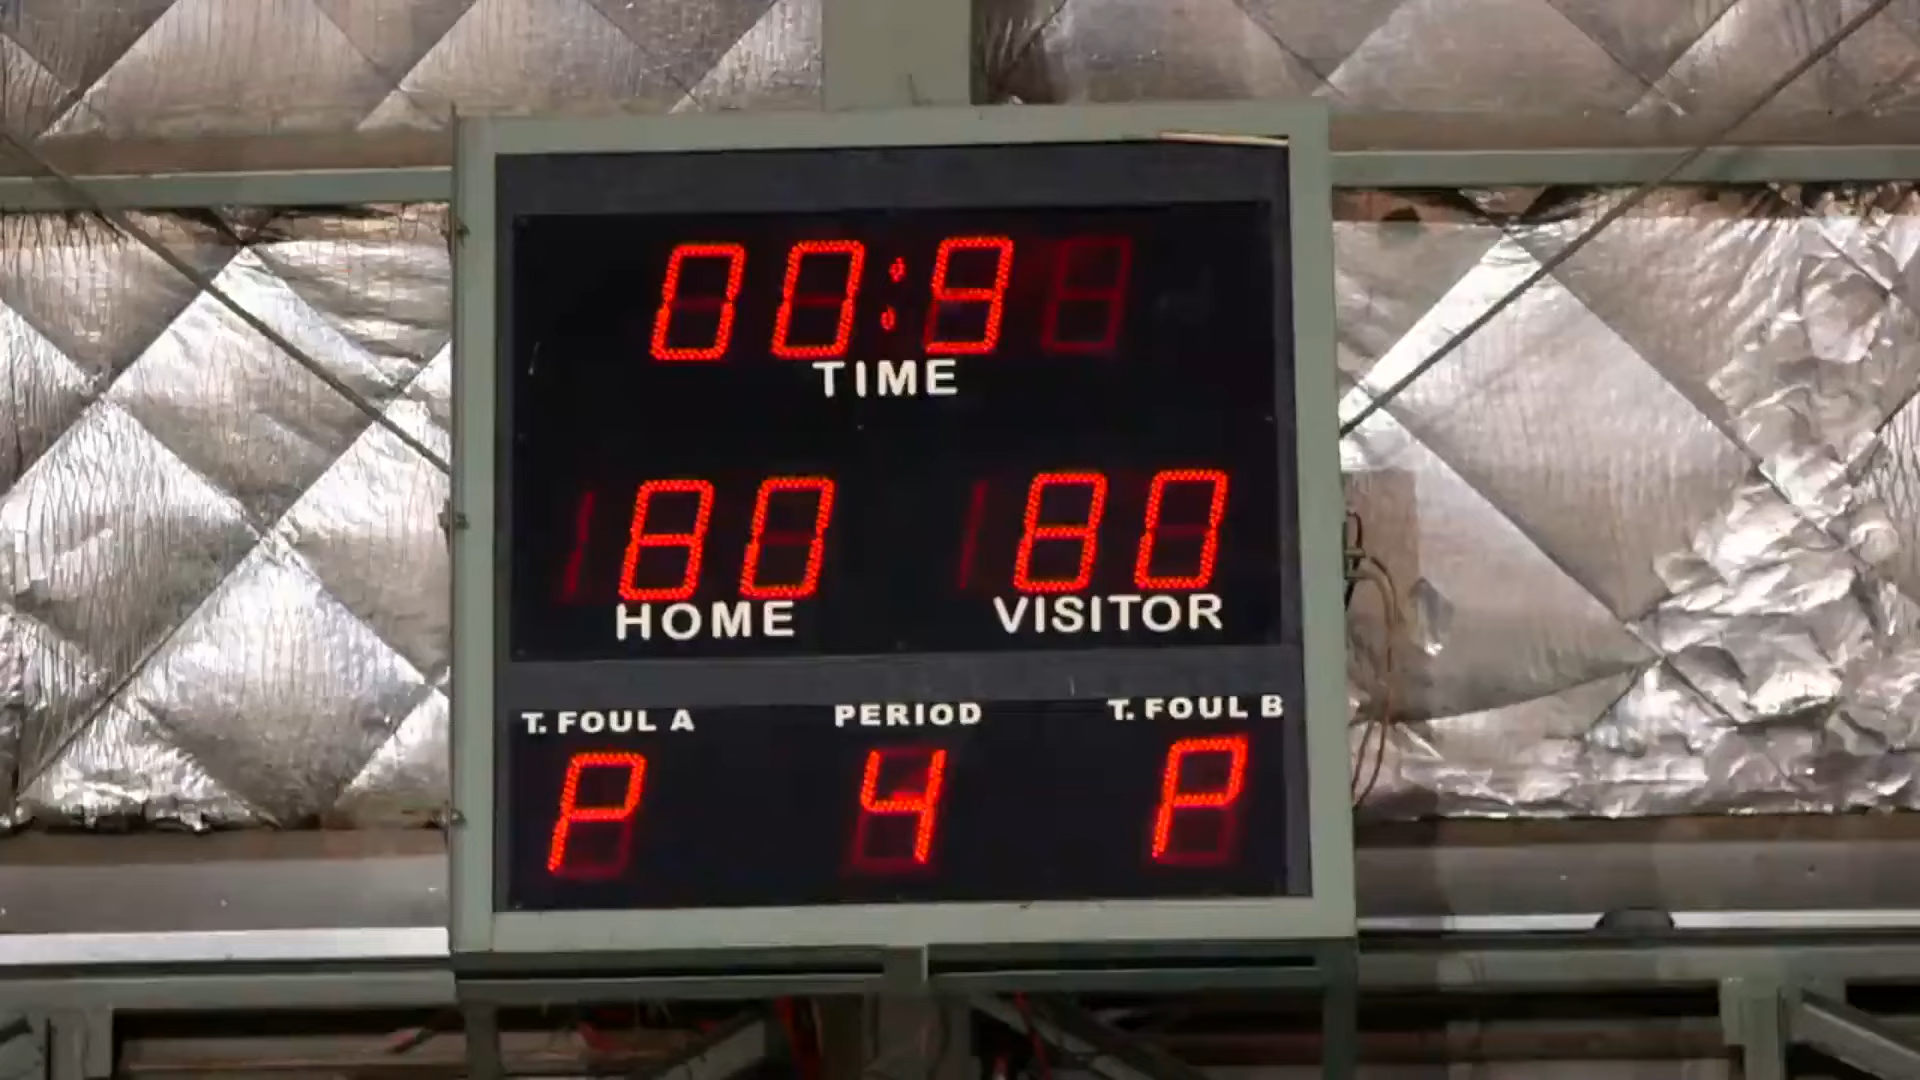 00:9
TIME
80 80
HOME VISITOR
T. FOUL A PERIOD T. FOUL B
P 4 P